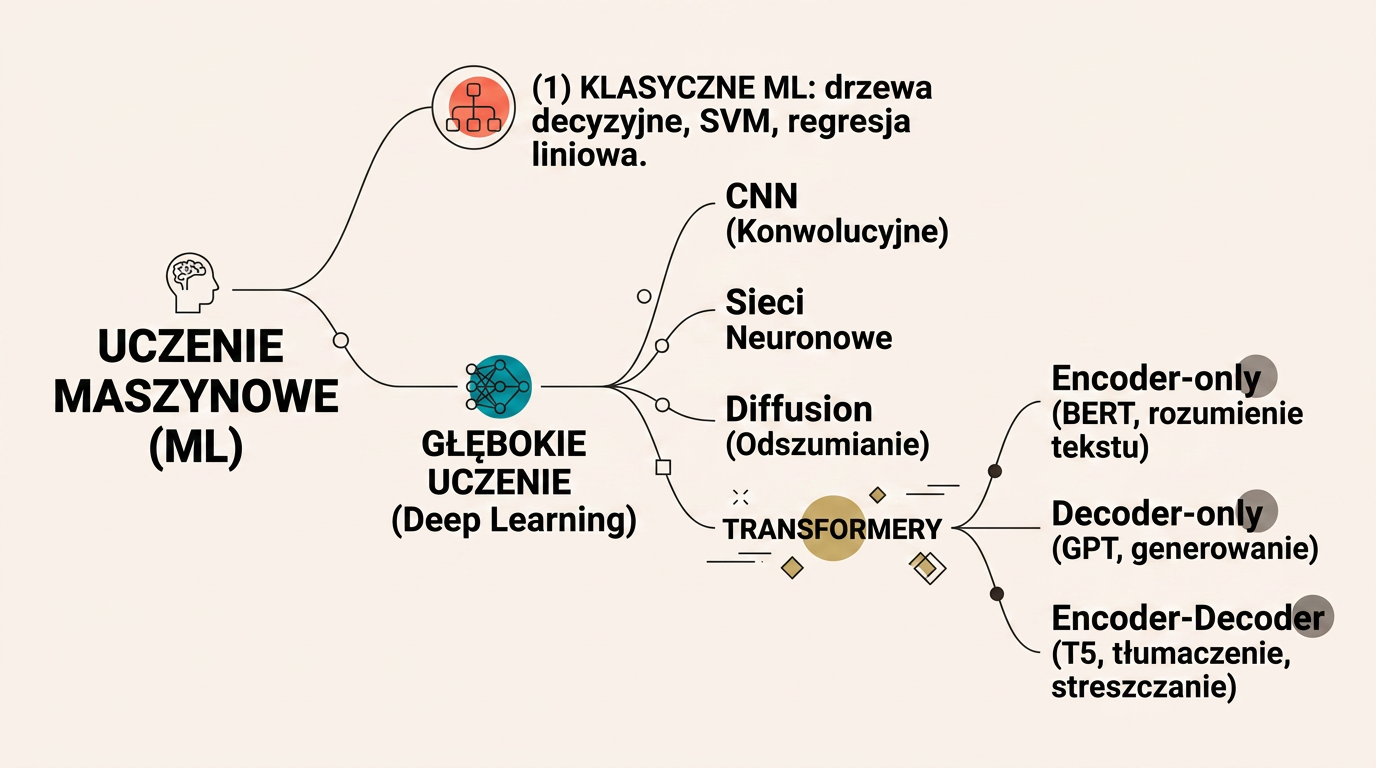 (1) KLASYCZNE ML: drzewa
decyzyjne, SVM, regresja
liniowa.
UCZENIE
MASZYNOWE
(ML)
GŁĘBOKIE
UCZENIE
(Deep Learning)
CNN
(Konwolucyjne)
Sieci
Neuronowe
Diffusion
(Odszumianie)
TRANSFORMERY
Encoder-only
(BERT, rozumienie
tekstu)
Decoder-only
(GPT, generowanie)
Encoder-Decoder
(T5, tłumaczenie,
streszczanie)